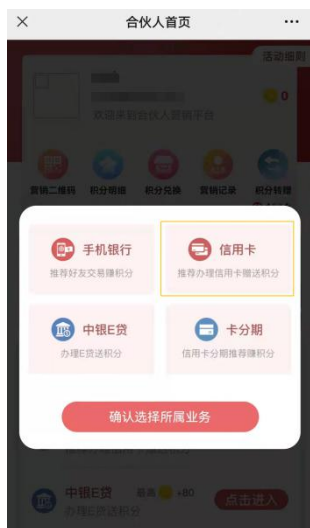 合伙人首页
活动细则
0
欢迎来到合伙人营销平台
营销二维码 积分明细 积分兑换 营销记录 积分转赠
手机银行
推荐好友交易赚积分
信用卡
推荐办理信用卡赠送积分
中银E贷
办理E贷送积分
卡分期
信用卡分期推荐赚积分
确认选择所属业务
中银E贷 最高 +80
办理E贷送积分
点击进入